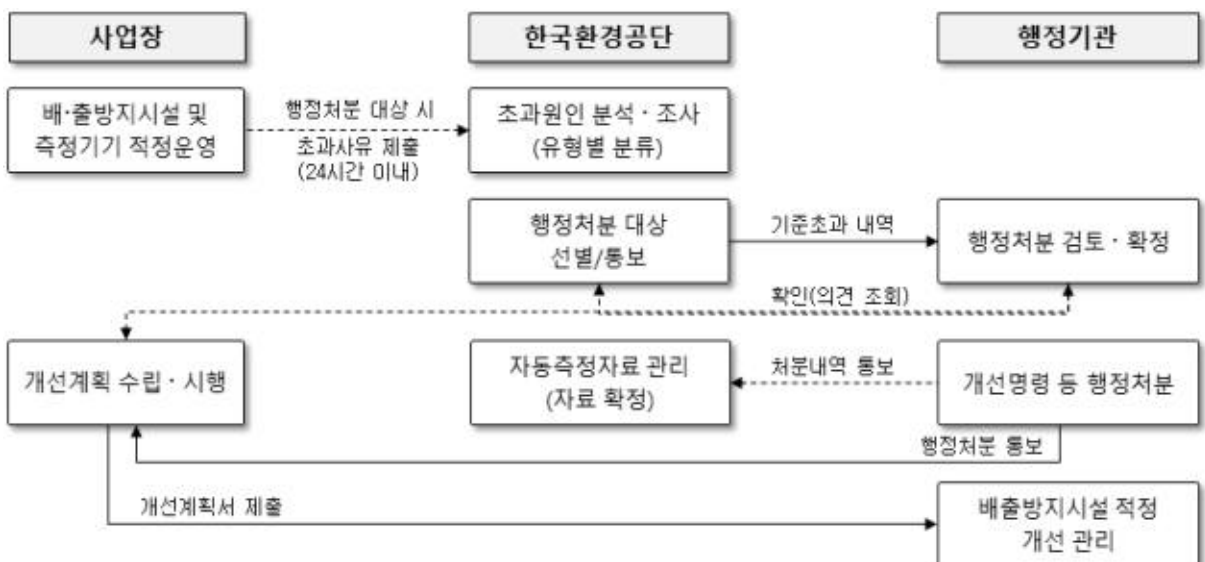 사업장
한국환경공단
행정기관
배·출방지시설 및
측정기기 적정운영
행정처분 대상 시
초과사유 제출
(24시간 이내)
초과원인 분석 · 조사
(유형별 분류)
행정처분 대상
선별/통보
기준초과 내역
행정처분 검토 · 확정
확인(의견 조회)
개선계획 수립 · 시행
자동측정자료 관리
(자료 확정)
처분내역 통보
개선명령 등 행정처분
행정처분 통보
개선계획서 제출
배출방지시설 적정
개선 관리